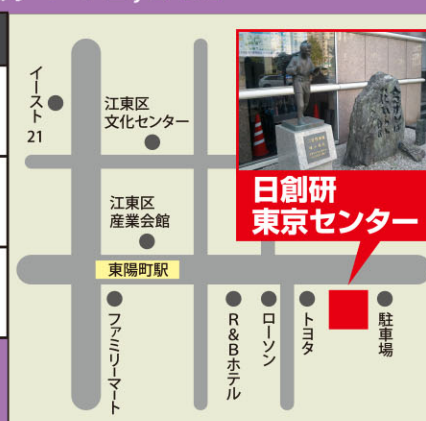 イースト
21
江東区
文化センター
江東区
産業会館
日創研
東京センター
東陽町駅
ファミリーマート
R&Bホテル
ローソン
トヨタ
駐車場